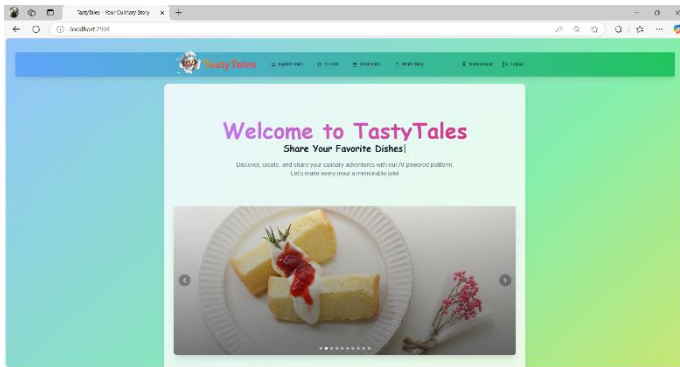 TastyTales - Your Culinary Story
localhost
TastyTales
Welcome to TastyTales
Share Your Favorite Dishes|
Discover, create, and share your culinary adventures with our AI-powered platform.
Let's make every meal a memorable tale!